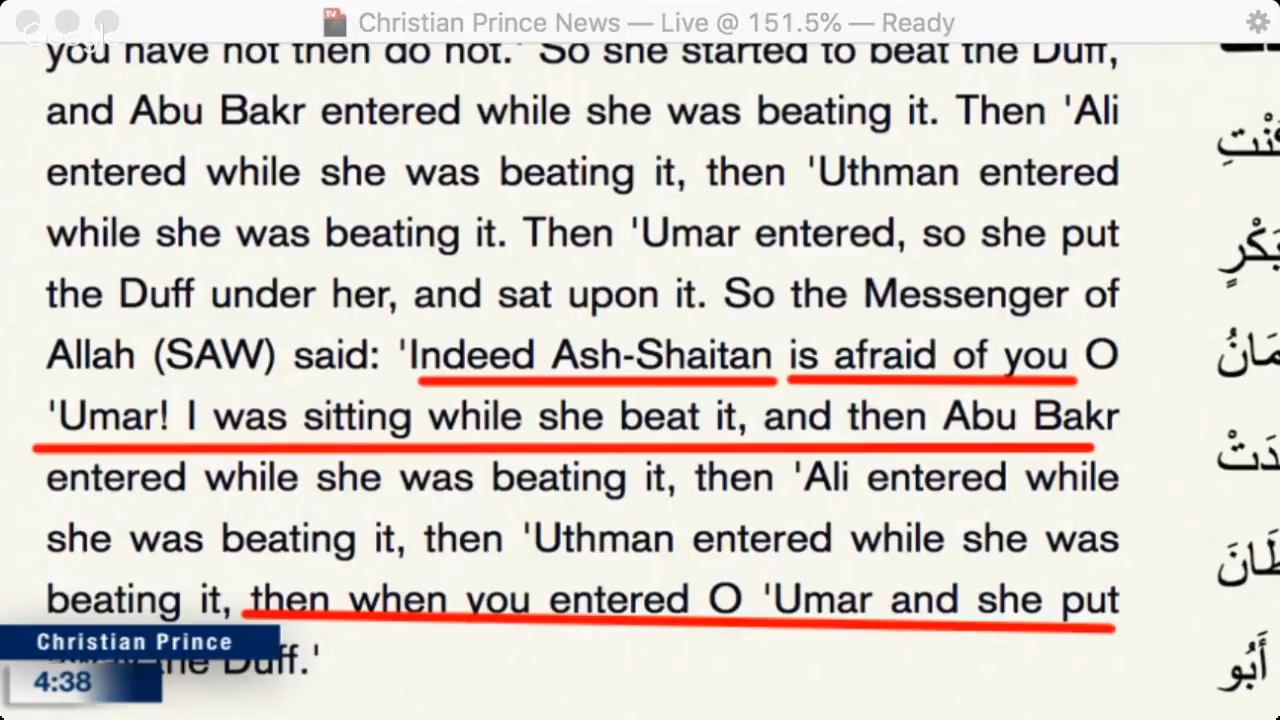 Christian Prince News — Live @ 151.5% — Ready
Google
you have not then do not.' So she started to beat the Duff,
and Abu Bakr entered while she was beating it. Then 'Ali
entered while she was beating it, then 'Uthman entered
while she was beating it. Then 'Umar entered, so she put
the Duff under her, and sat upon it. So the Messenger of
Allah (SAW) said: 'Indeed Ash-Shaitan is afraid of you O
'Umar! I was sitting while she beat it, and then Abu Bakr
entered while she was beating it, then 'Ali entered while
she was beating it, then 'Uthman entered while she was
beating it, then when you entered O 'Umar and she put
the Duff.'
Christian Prince
4:38
أَبُو